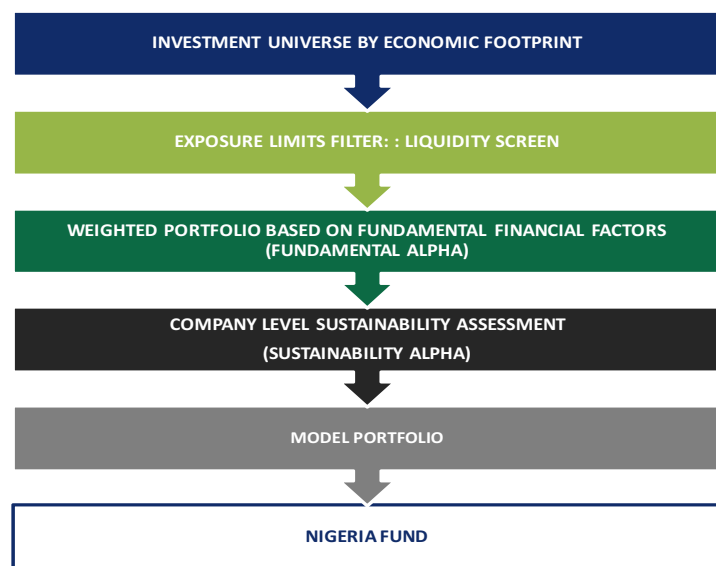 INVESTMENT UNIVERSE BY ECONOMIC FOOTPRINT
EXPOSURE LIMITS FILTER: : LIQUIDITY SCREEN
WEIGHTED PORTFOLIO BASED ON FUNDAMENTAL FINANCIAL FACTORS
(FUNDAMENTAL ALPHA)
COMPANY LEVEL SUSTAINABILITY ASSESSMENT
(SUSTAINABILITY ALPHA)
MODEL PORTFOLIO
NIGERIA FUND